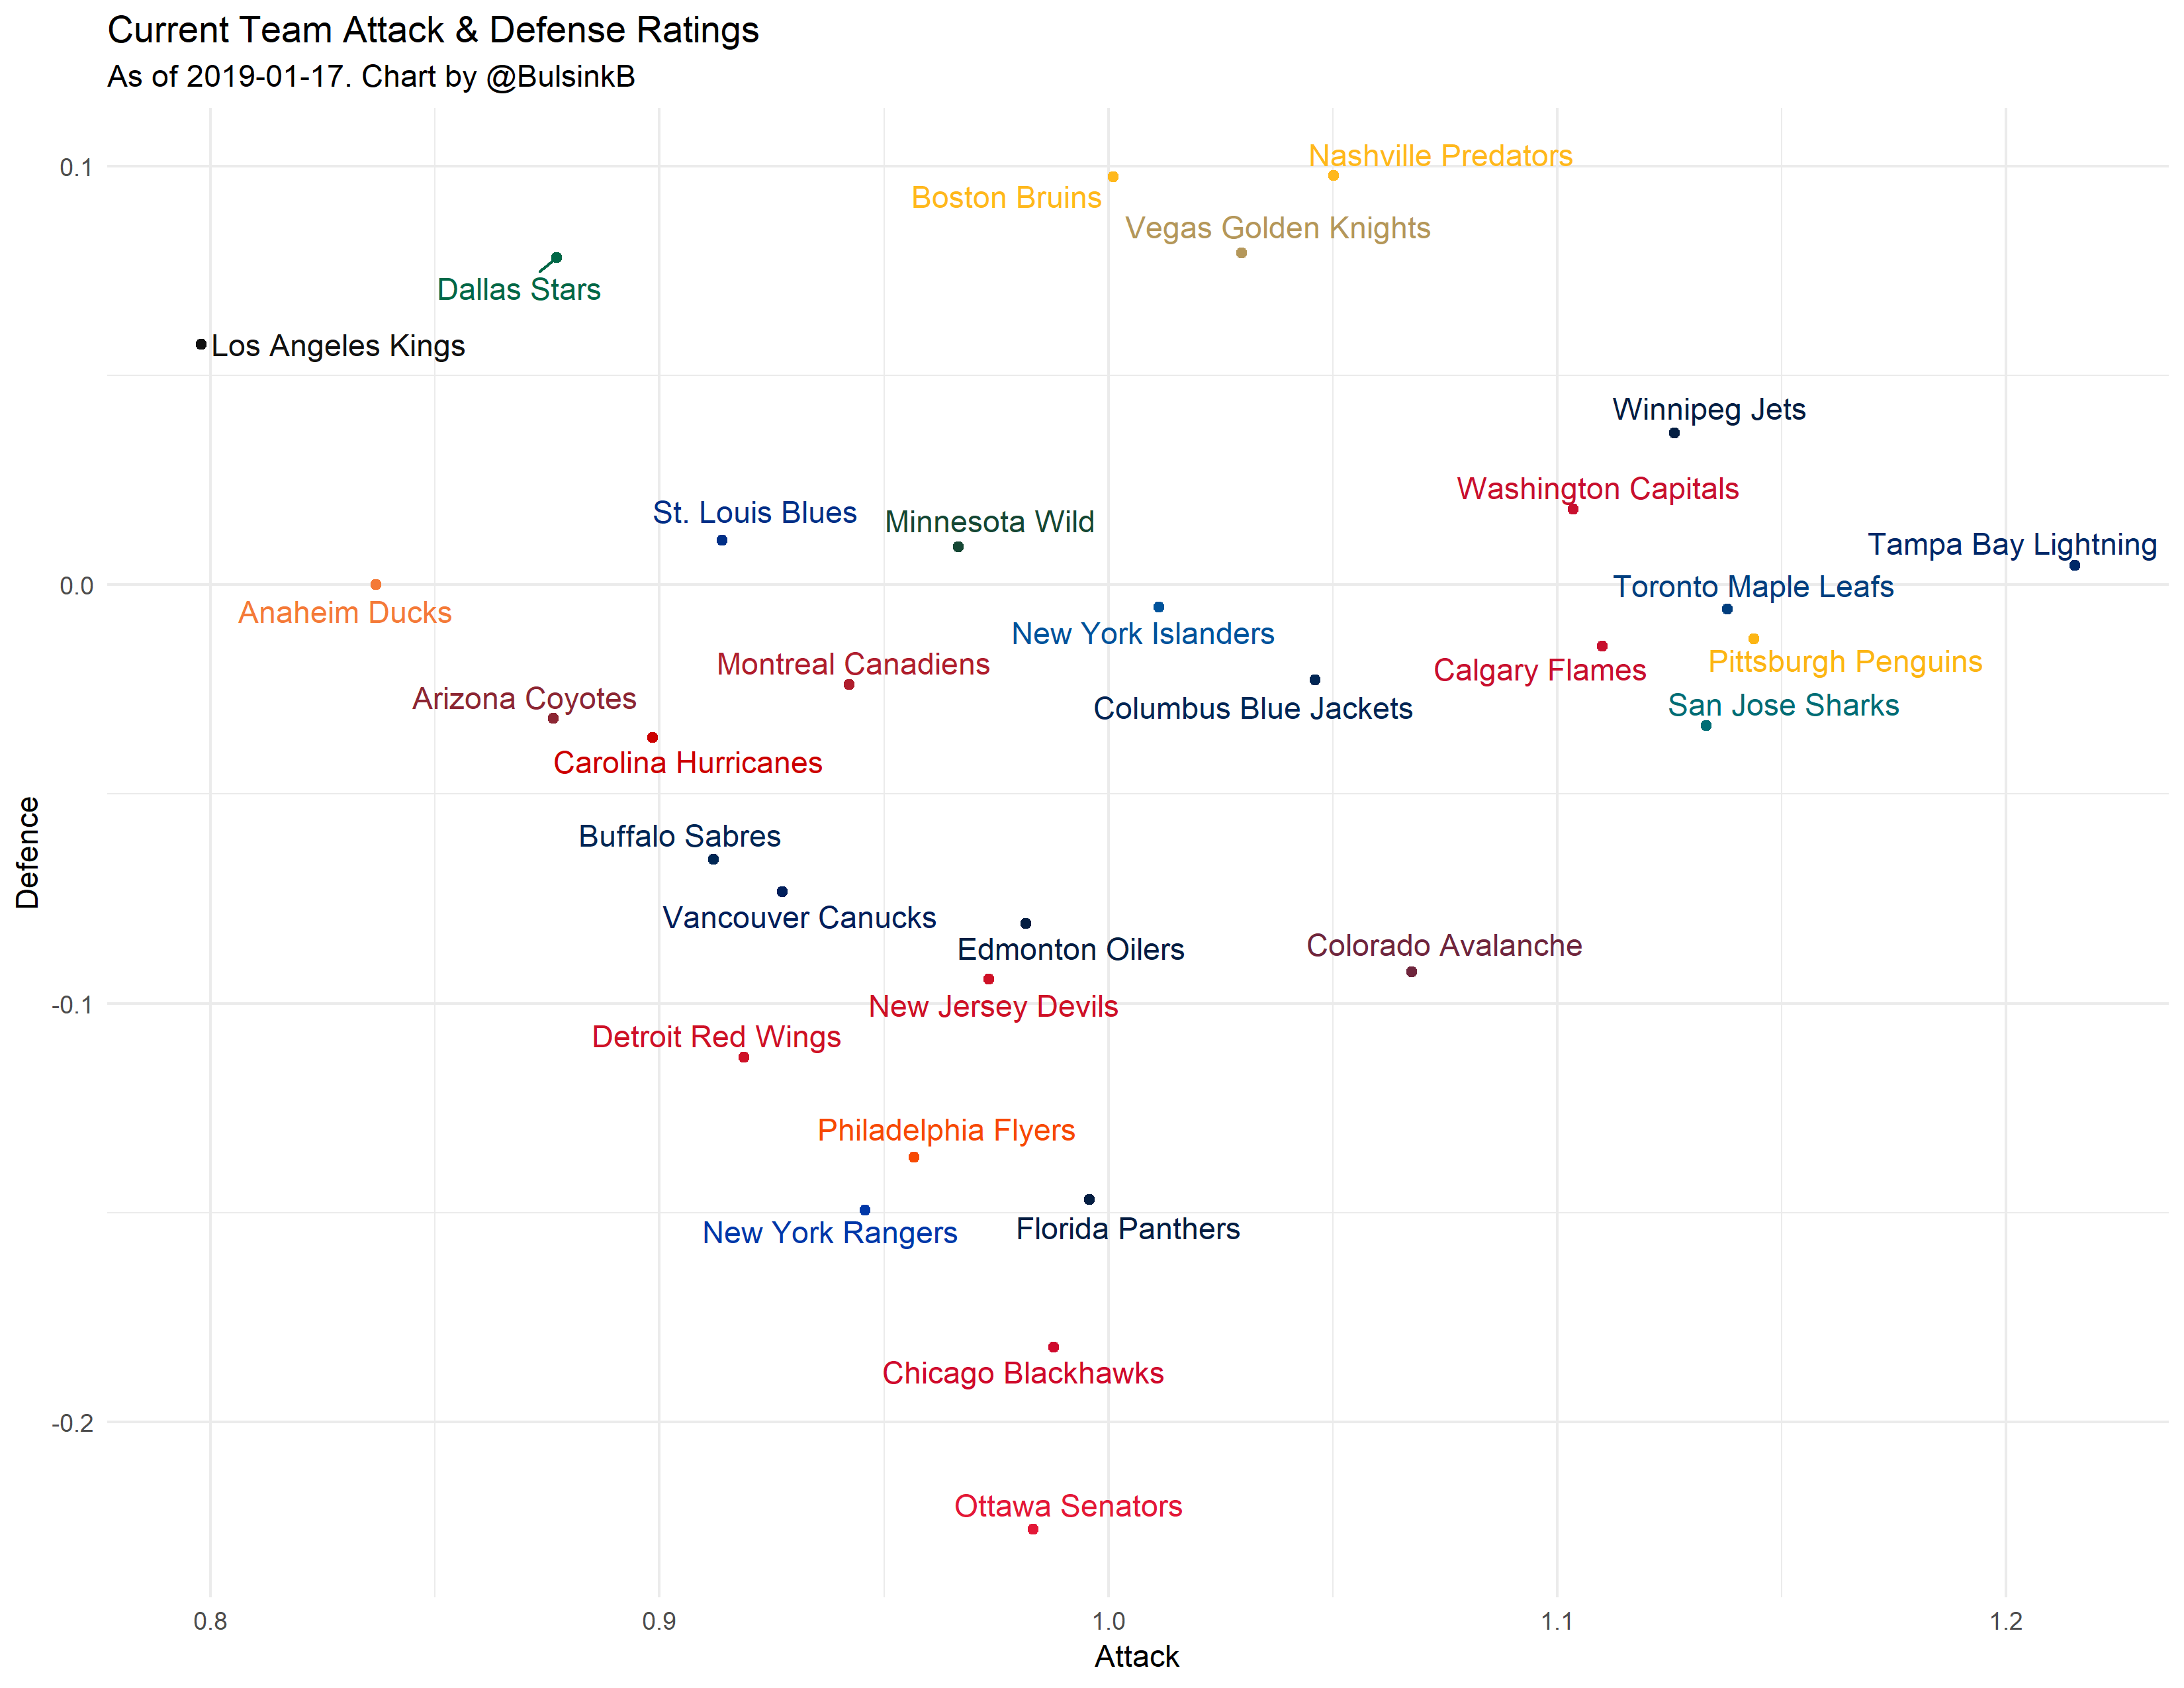 Current Team Attack & Defense Ratings
As of 2019-01-17. Chart by @BulsinkB
Nashville Predators
0.1
Boston Bruins
Vegas Golden Knights
Dallas Stars
Los Angeles Kings
Winnipeg Jets
Washington Capitals
St. Louis Blues
Minnesota Wild
Tampa Bay Lightning
0.0
Toronto Maple Leafs
Anaheim Ducks
New York Islanders
Montreal Canadiens
Calgary Flames
Pittsburgh Penguins
Arizona Coyotes
Columbus Blue Jackets
San Jose Sharks
Carolina Hurricanes
Buffalo Sabres
Defence
Vancouver Canucks
Edmonton Oilers
Colorado Avalanche
-0.1
New Jersey Devils
Detroit Red Wings
Philadelphia Flyers
New York Rangers
Florida Panthers
Chicago Blackhawks
-0.2
Ottawa Senators
0.8
0.9
1.0
1.1
1.2
Attack